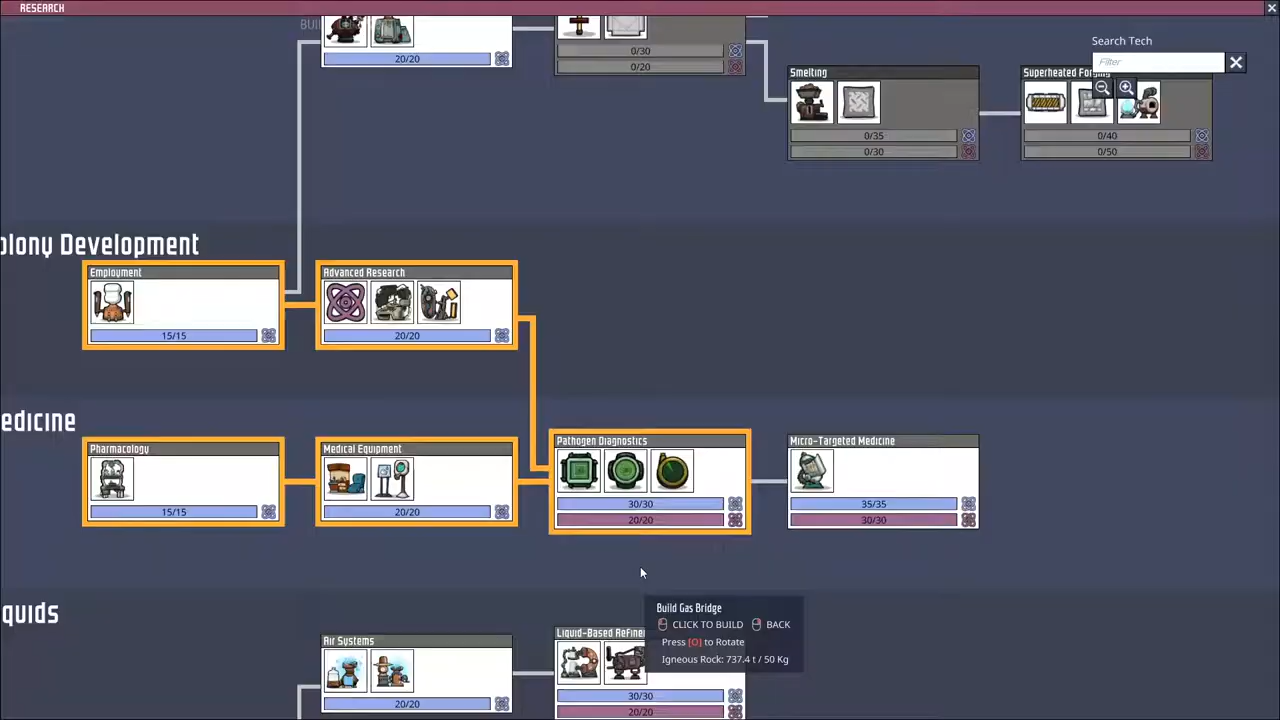 RESEARCH
BUI
20/20
0/30
0/20
Search Tech
Filter
Smelting
0/35
0/30
Superheated Forging
0/40
0/50
olony Development
Employment
15/15
Advanced Research
20/20
edicine
Pharmacology
15/15
Medical Equipment
20/20
Pathogen Diagnostics
30/30
20/20
Micro-Targeted Medicine
35/35
30/30
iquids
Air Systems
20/20
Liquid-Based Refine
30/30
20/20
Build Gas Bridge
CLICK TO BUILD BACK
Press [O] to Rotate
Igneous Rock: 737.4 t / 50 Kg